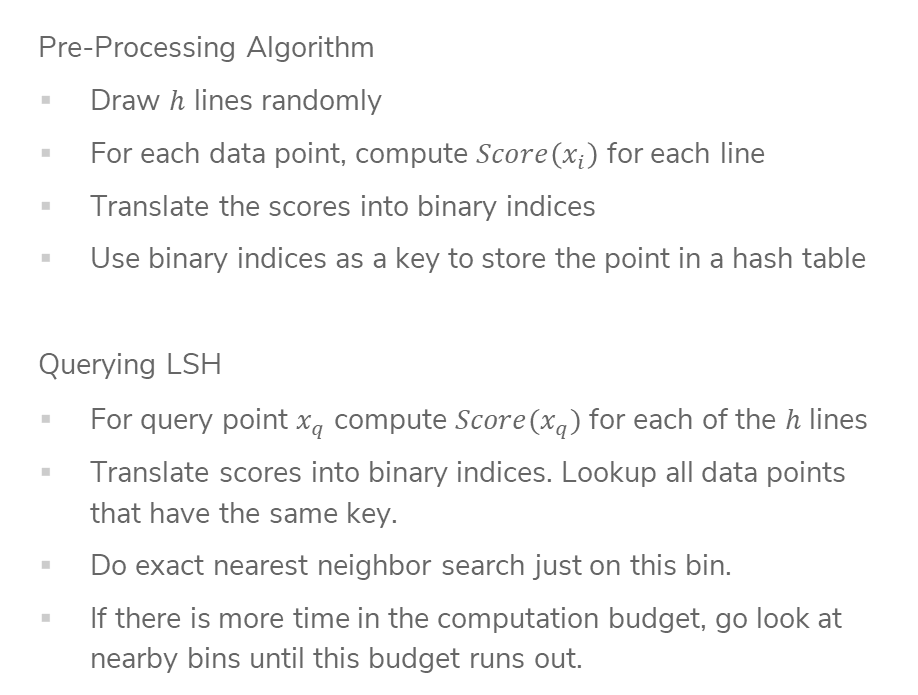 Pre-Processing Algorithm
▪ Draw h lines randomly
▪ For each data point, compute Score(xᵢ) for each line
▪ Translate the scores into binary indices
▪ Use binary indices as a key to store the point in a hash table
Querying LSH
▪ For query point x_q compute Score(x_q) for each of the h lines
▪ Translate scores into binary indices. Lookup all data points
that have the same key.
▪ Do exact nearest neighbor search just on this bin.
▪ If there is more time in the computation budget, go look at
nearby bins until this budget runs out.